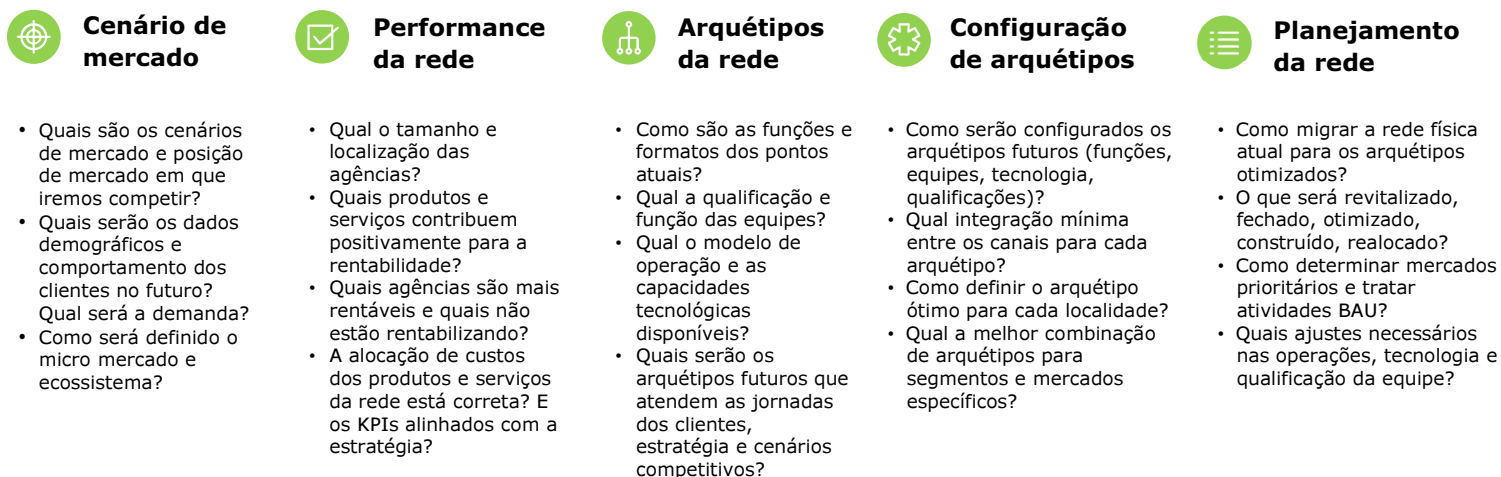 Cenário de
mercado
• Quais são os cenários
de mercado e posição
de mercado em que
iremos competir?
• Quais serão os dados
demográficos e
comportamento dos
clientes no futuro?
Qual será a demanda?
• Como será definido o
micro mercado e
ecossistema?
Performance
da rede
• Qual o tamanho e
localização das
agências?
• Quais produtos e
serviços contribuem
positivamente para a
rentabilidade?
• Quais agências são mais
rentáveis e quais não
estão rentabilizando?
• A alocação de custos
dos produtos e serviços
da rede está correta? E
os KPIs alinhados com a
estratégia?
Arquétipos
da rede
• Como são as funções e
formatos dos pontos
atuais?
• Qual a qualificação e
função das equipes?
• Qual o modelo de
operação e as
capacidades
tecnológicas
disponíveis?
• Quais serão os
arquétipos futuros que
atendem as jornadas
dos clientes,
estratégia e cenários
competitivos?
Configuração
de arquétipos
• Como serão configurados os
arquétipos futuros (funções,
equipes, tecnologia,
qualificações)?
• Qual integração mínima
entre os canais para cada
arquétipo?
• Como definir o arquétipo
ótimo para cada localidade?
• Qual a melhor combinação
de arquétipos para
segmentos e mercados
específicos?
Planejamento
da rede
• Como migrar a rede física
atual para os arquétipos
otimizados?
• O que será revitalizado,
fechado, otimizado,
construído, realocado?
• Como determinar mercados
prioritários e tratar
atividades BAU?
• Quais ajustes necessários
nas operações, tecnologia e
qualificação da equipe?